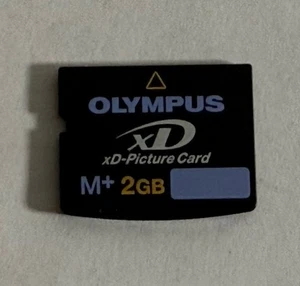 OLYMPUS
xD
xD-Picture Card
M+ 2GB